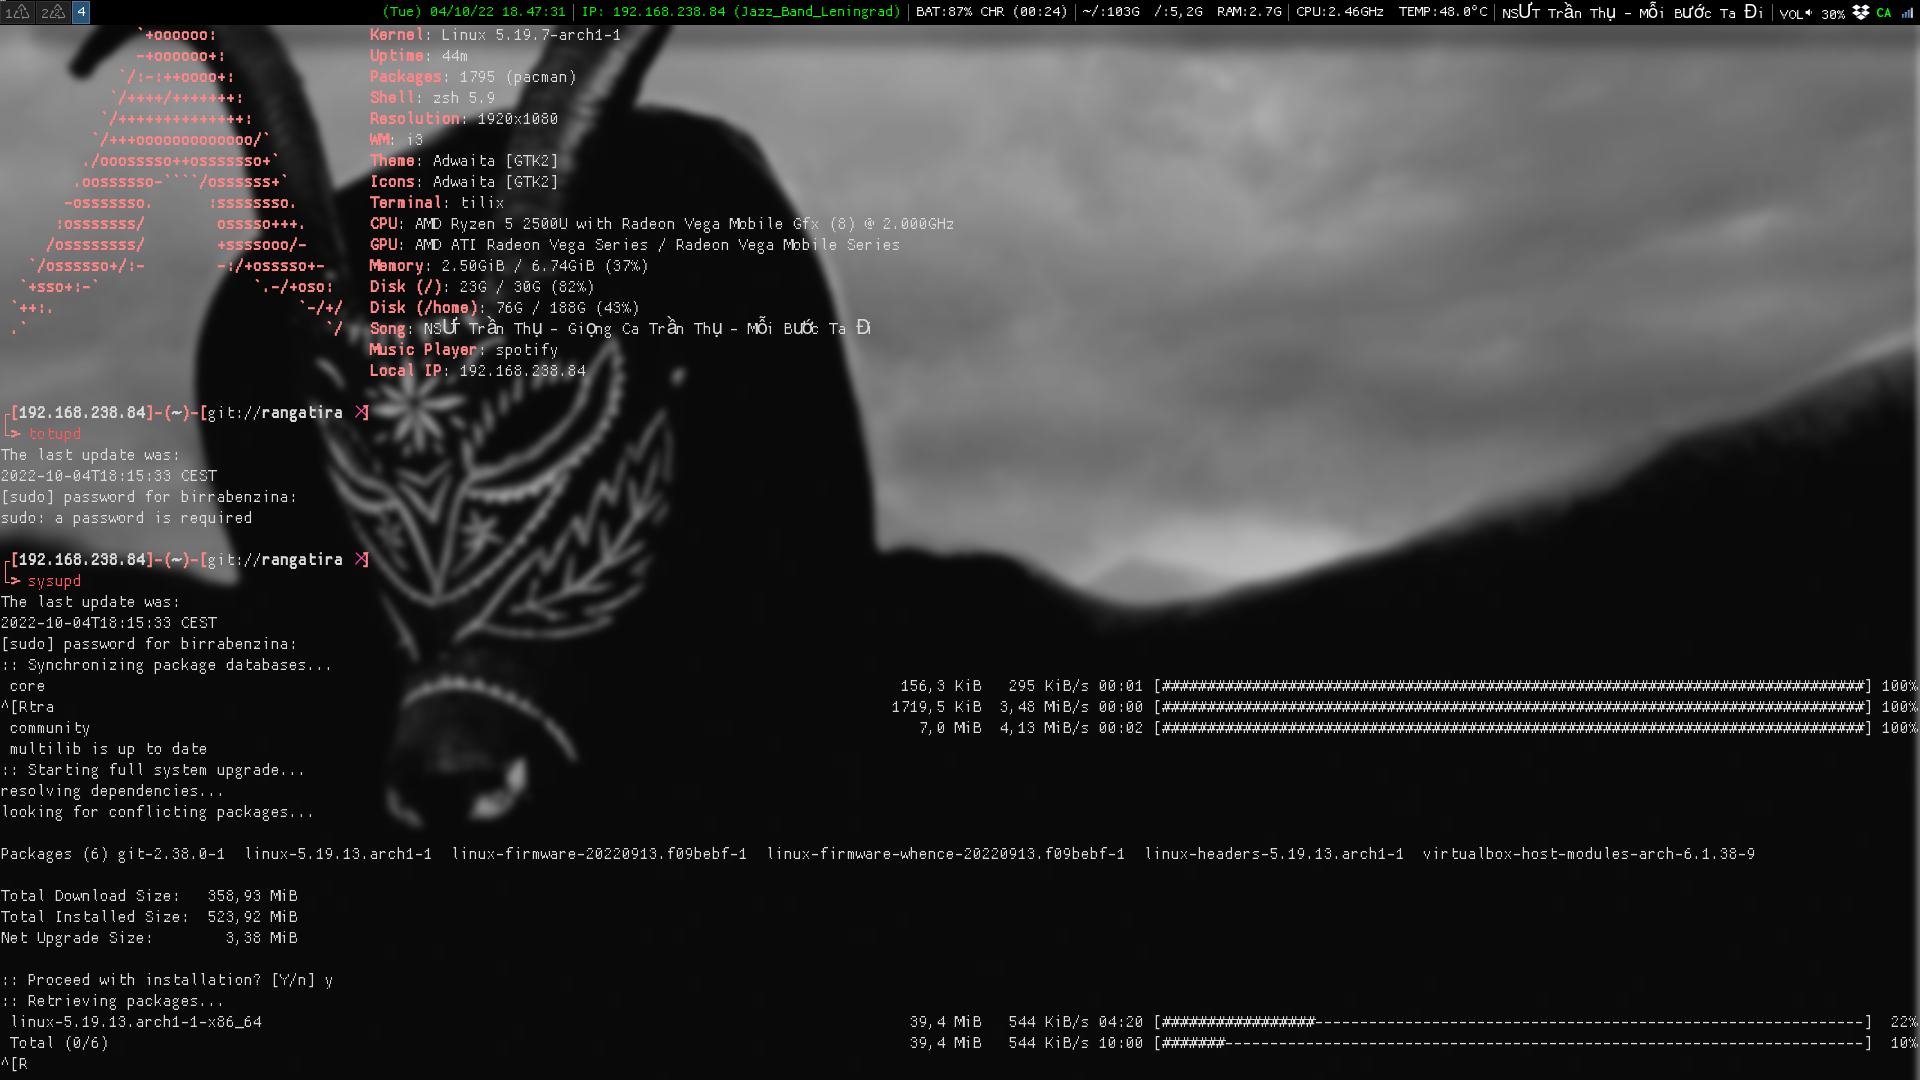 1 2 4 (Tue) 04/10/22 18.47:31 | IP: 192.168.238.84 (Jazz_Band_Leningrad) | BAT:87% CHR (00:24) | ~/:103G /:5,2G RAM:2.7G | CPU:2.46GHz TEMP:48.0°C | NSƯT Trần Thụ - Mỗi Bước Ta Đi | VOL 30% CA
`+oooooo: Kernel: Linux 5.19.7-arch1-1
-+oooooo+: Uptime: 44m
`/:-:++oooo+: Packages: 1795 (pacman)
`/++++/+++++++: Shell: zsh 5.9
`/++++++++++++++: Resolution: 1920x1080
`/+++ooooooooooooo/` WM: i3
./ooosssso++osssssso+` Theme: Adwaita [GTK2]
.oossssso-````/ossssss+` Icons: Adwaita [GTK2]
-osssssso. :ssssssso. Terminal: tilix
:osssssss/ osssso+++. CPU: AMD Ryzen 5 2500U with Radeon Vega Mobile Gfx (8) @ 2.000GHz
/ossssssss/ +ssssooo/- GPU: AMD ATI Radeon Vega Series / Radeon Vega Mobile Series
`/ossssso+/:- -:/+osssso+- Memory: 2.50GiB / 6.74GiB (37%)
`+sso+:-` `.-/+oso: Disk (/): 23G / 30G (82%)
`++:. `-/+/ Disk (/home): 76G / 188G (43%)
.` `/ Song: NSƯT Trần Thụ - Giọng Ca Trần Thụ - Mỗi Bước Ta Đi
Music Player: spotify
Local IP: 192.168.238.84
┌[192.168.238.84]-(~)-[git://rangatira ✗]
└> totupd
The last update was:
2022-10-04T18:15:33 CEST
[sudo] password for birrabenzina:
sudo: a password is required
┌[192.168.238.84]-(~)-[git://rangatira ✗]
└> sysupd
The last update was:
2022-10-04T18:15:33 CEST
[sudo] password for birrabenzina:
:: Synchronizing package databases...
core 156,3 KiB 295 KiB/s 00:01 [##############################################################################] 100%
^[Rtra 1719,5 KiB 3,48 MiB/s 00:00 [##############################################################################] 100%
community 7,0 MiB 4,13 MiB/s 00:02 [##############################################################################] 100%
multilib is up to date
:: Starting full system upgrade...
resolving dependencies...
looking for conflicting packages...
Packages (6) git-2.38.0-1 linux-5.19.13.arch1-1 linux-firmware-20220913.f09bebf-1 linux-firmware-whence-20220913.f09bebf-1 linux-headers-5.19.13.arch1-1 virtualbox-host-modules-arch-6.1.38-9
Total Download Size: 358,93 MiB
Total Installed Size: 523,92 MiB
Net Upgrade Size: 3,38 MiB
:: Proceed with installation? [Y/n] y
:: Retrieving packages...
linux-5.19.13.arch1-1-x86_64 39,4 MiB 544 KiB/s 04:20 [#################-------------------------------------------------------------] 22%
Total (0/6) 39,4 MiB 544 KiB/s 10:00 [#######-----------------------------------------------------------------------] 10%
^[R